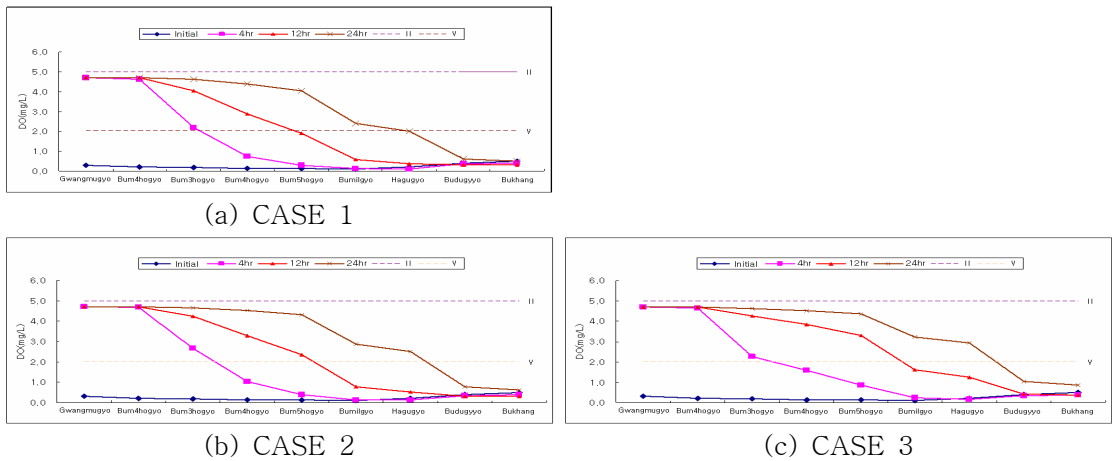 Initial 4hr 12hr 24hr II V
DO(mg/L)
6.0
5.0
4.0
3.0
2.0
1.0
0.0
II
V
Gwangmugyo Bum4hogyo Bum3hogyo Bum4hogyo Bum5hogyo Bumilgyo Hagugyo Budugyyo Bukhang
(a) CASE 1
Initial 4hr 12hr 24hr II V
DO(mg/L)
6.0
5.0
4.0
3.0
2.0
1.0
0.0
II
V
Gwangmugyo Bum4hogyo Bum3hogyo Bum4hogyo Bum5hogyo Bumilgyo Hagugyo Budugyyo Bukhang
(b) CASE 2
Initial 4hr 12hr 24hr II V
DO(mg/L)
6.0
5.0
4.0
3.0
2.0
1.0
0.0
II
V
Gwangmugyo Bum4hogyo Bum3hogyo Bum4hogyo Bum5hogyo Bumilgyo Hagugyo Budugyyo Bukhang
(c) CASE 3